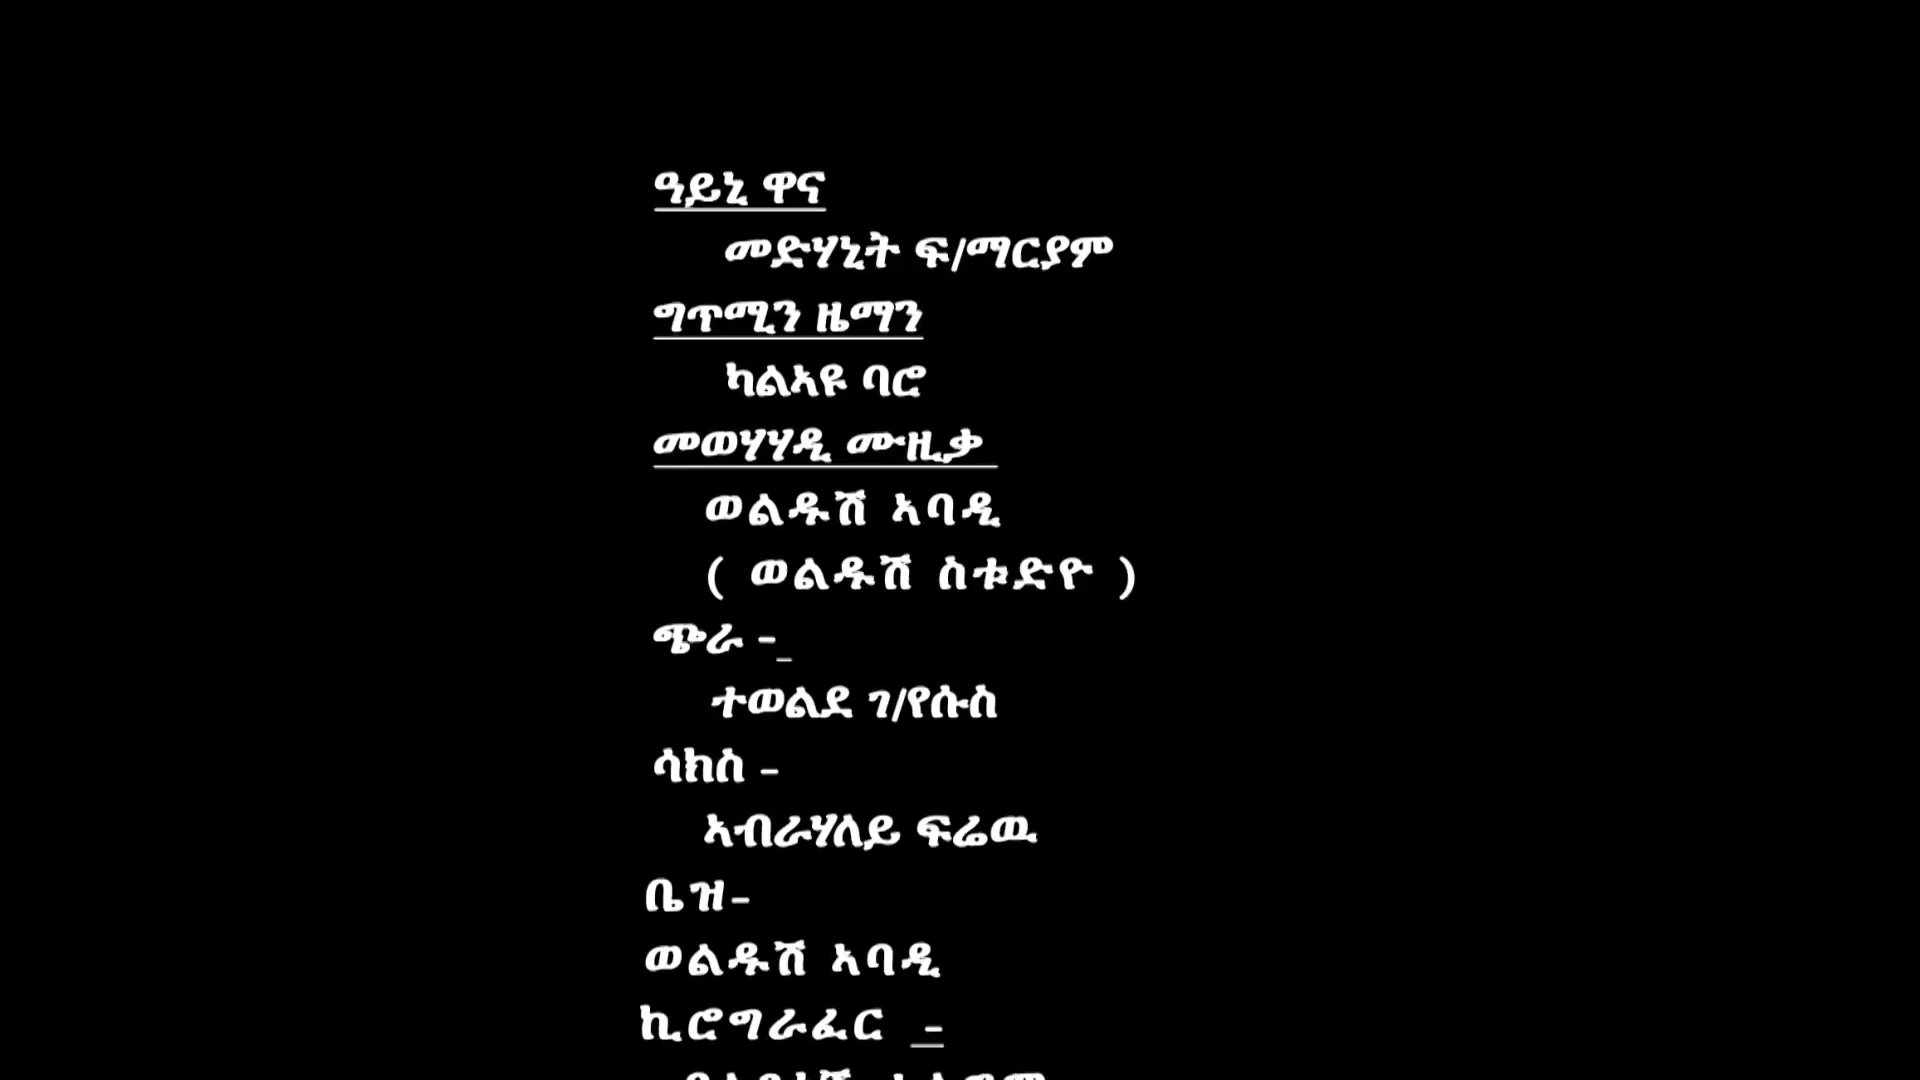 ዓይኒ ዋና
መድሃኒት ፍ/ማርያም
ግጥሚን ዜማን
ካልኣዩ ባሮ
መወሃሃዲ ሙዚቃ
ወልዱሽ ኣባዲ
( ወልዱሽ ስቱድዮ )
ጭራ -_
ተወልደ ገ/የሱስ
ሳክስ -
ኣብራሃለይ ፍሬዉ
ቤዝ-
ወልዱሽ ኣባዲ
ኪሮግራፈር -